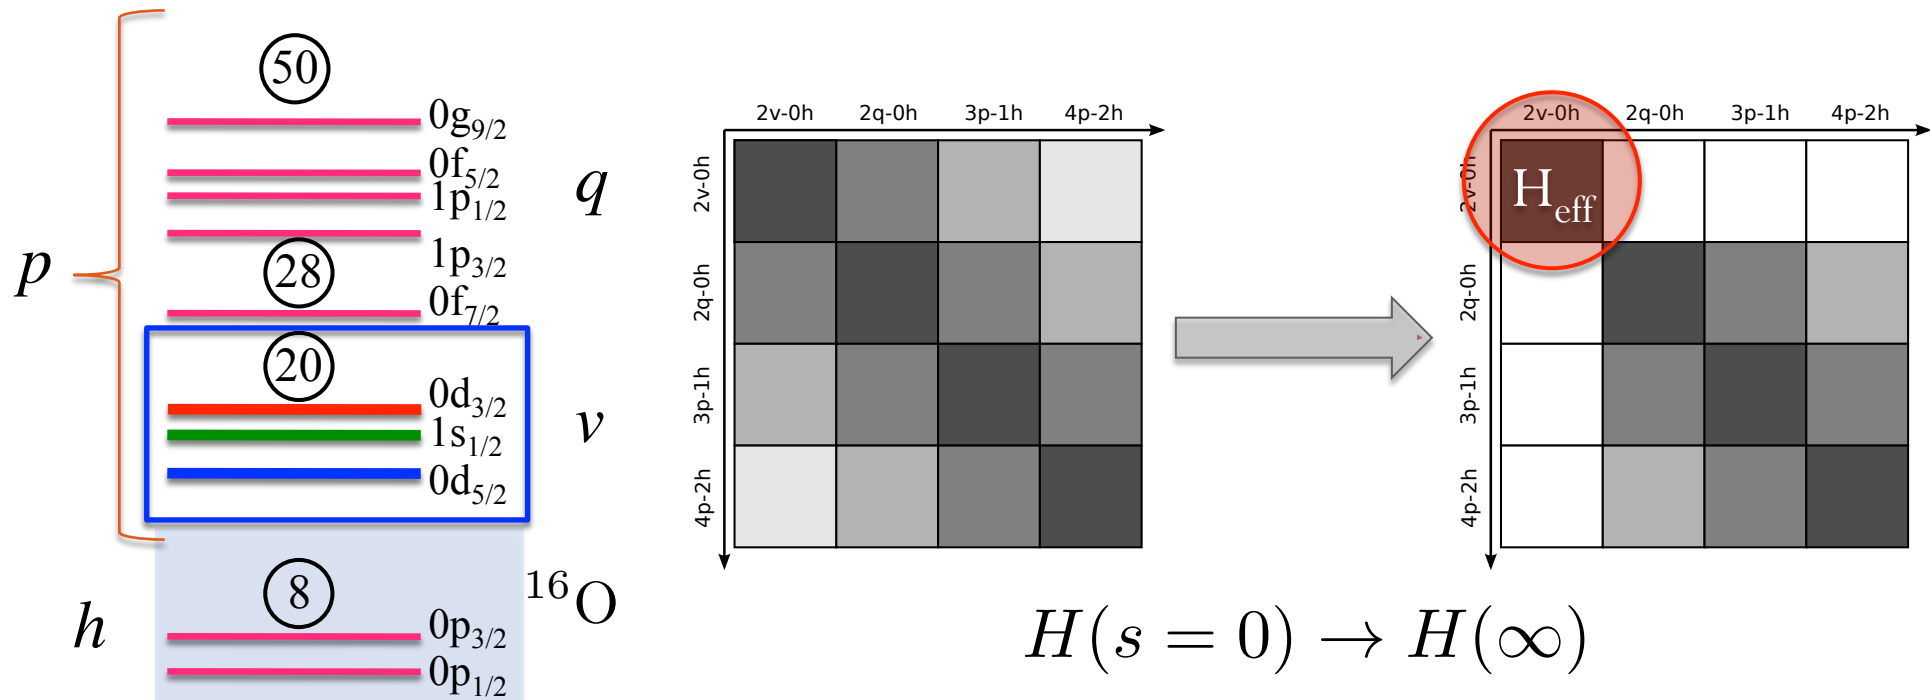 50
0g9/2
0f5/2
1p1/2
q
1p3/2
p
28
0f7/2
20
0d3/2
1s1/2
v
0d5/2
8
16O
h
0p3/2
0p1/2
2v-0h 2q-0h 3p-1h 4p-2h
2v-0h
2q-0h
3p-1h
4p-2h
2v-0h 2q-0h 3p-1h 4p-2h
2v-0h
Heff
2q-0h
3p-1h
4p-2h
H(s = 0) → H(∞)